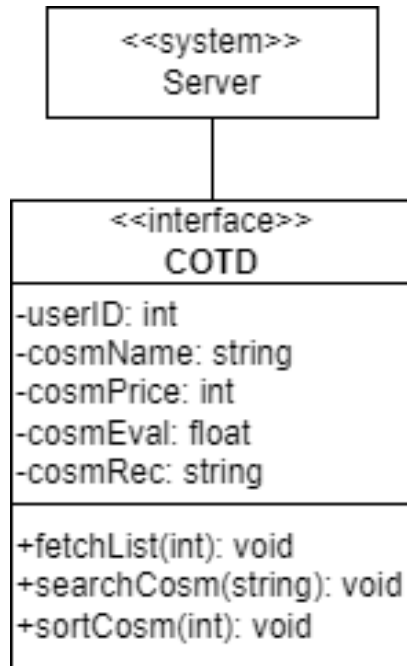 <<system>>
Server
<<interface>>
COTD
-userID: int
-cosmName: string
-cosmPrice: int
-cosmEval: float
-cosmRec: string
+fetchList(int): void
+searchCosm(string): void
+sortCosm(int): void